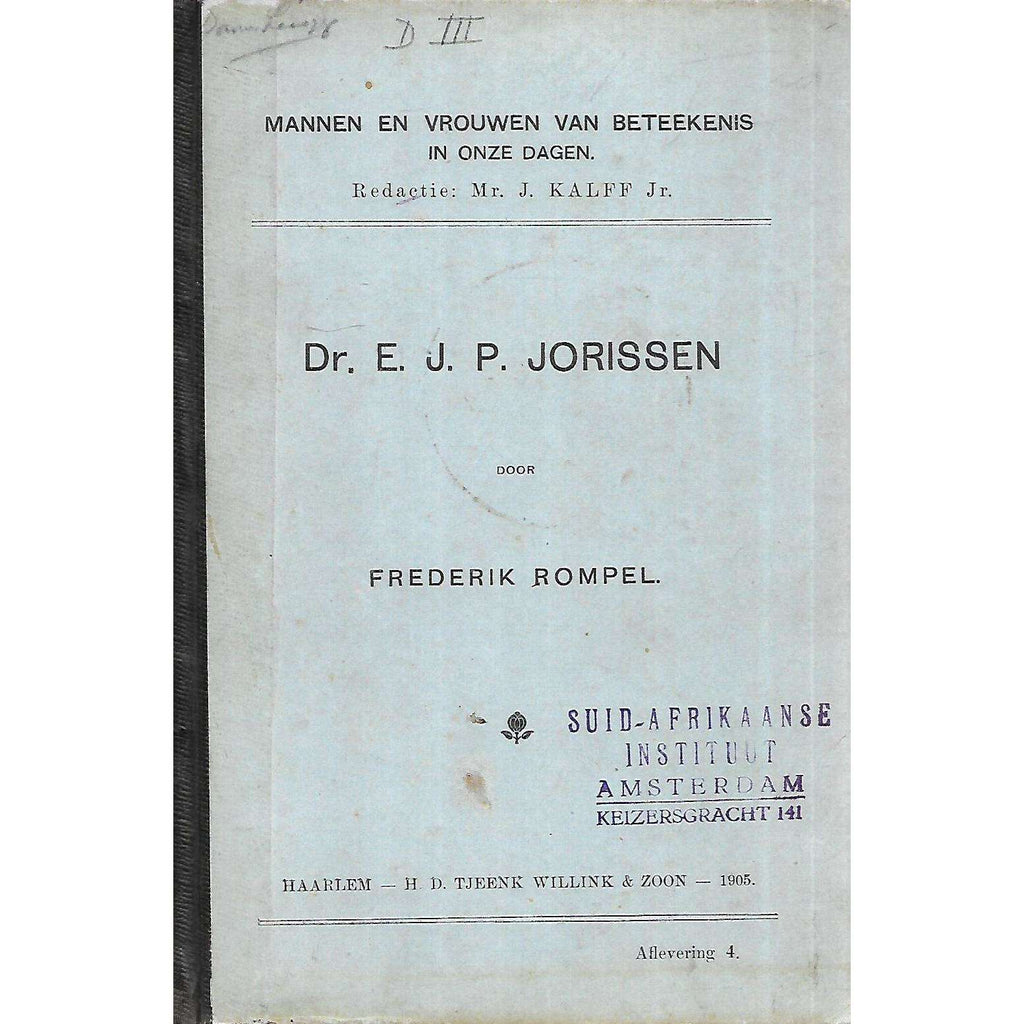 D III
MANNEN EN VROUWEN VAN BETEEKENIS
IN ONZE DAGEN.
Redactie: Mr. J. KALFF Jr.
Dr. E. J. P. JORISSEN
DOOR
FREDERIK ROMPEL.
SUID-AFRIKAANSE
INSTITUUT
AMSTERDAM
KEIZERSGRACHT 141
HAARLEM — H. D. TJEENK WILLINK & ZOON — 1905.
Aflevering 4.